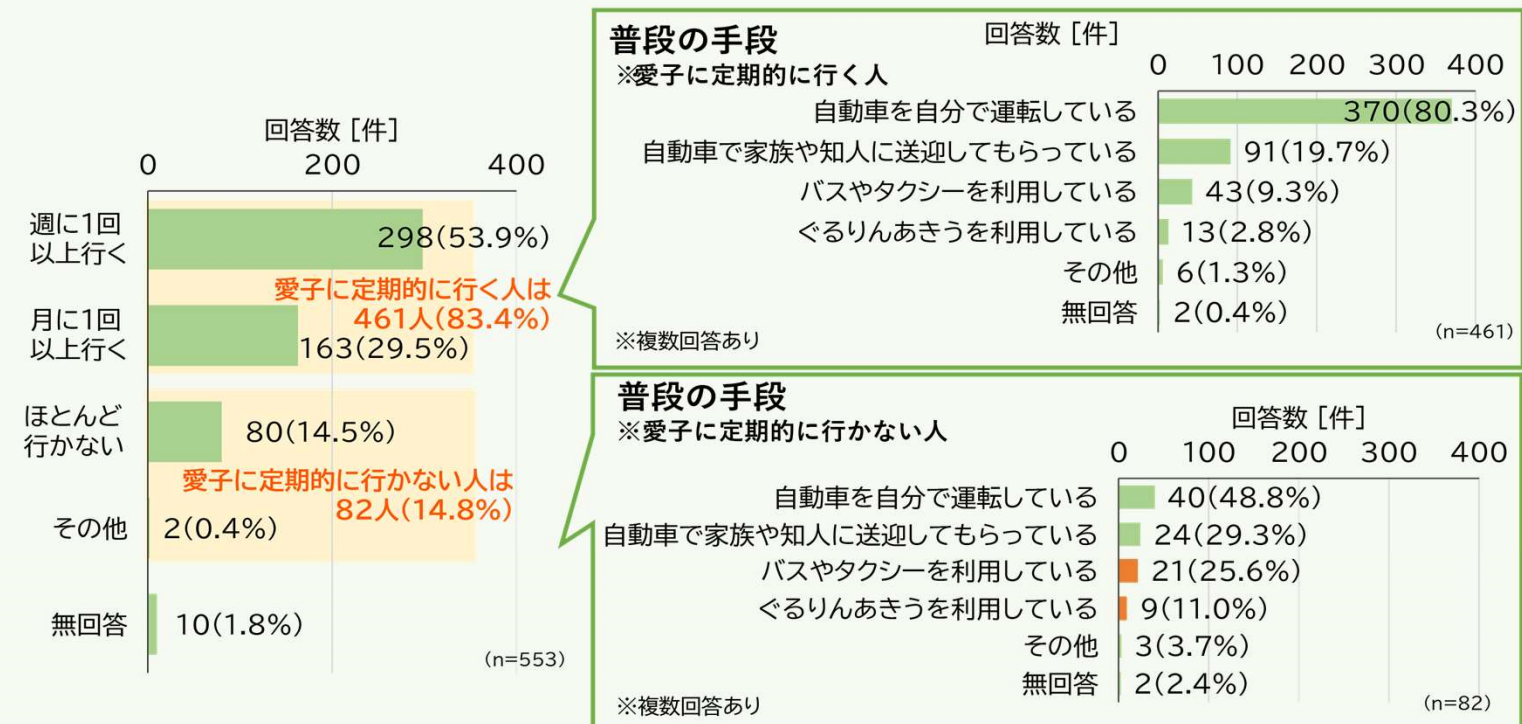 回答数 [件]
0 200 400
週に1回
以上行く
298(53.9%)
愛子に定期的に行く人は
461人(83.4%)
月に1回
以上行く
163(29.5%)
ほとんど
行かない
80(14.5%)
愛子に定期的に行かない人は
82人(14.8%)
その他
2(0.4%)
無回答
10(1.8%)
(n=553)
普段の手段
※愛子に定期的に行く人
回答数 [件]
0 100 200 300 400
自動車を自分で運転している 370(80.3%)
自動車で家族や知人に送迎してもらっている 91(19.7%)
バスやタクシーを利用している 43(9.3%)
ぐるりんあきうを利用している 13(2.8%)
その他 6(1.3%)
無回答 2(0.4%)
※複数回答あり
(n=461)
普段の手段
※愛子に定期的に行かない人
回答数 [件]
0 100 200 300 400
自動車を自分で運転している 40(48.8%)
自動車で家族や知人に送迎してもらっている 24(29.3%)
バスやタクシーを利用している 21(25.6%)
ぐるりんあきうを利用している 9(11.0%)
その他 3(3.7%)
無回答 2(2.4%)
※複数回答あり
(n=82)